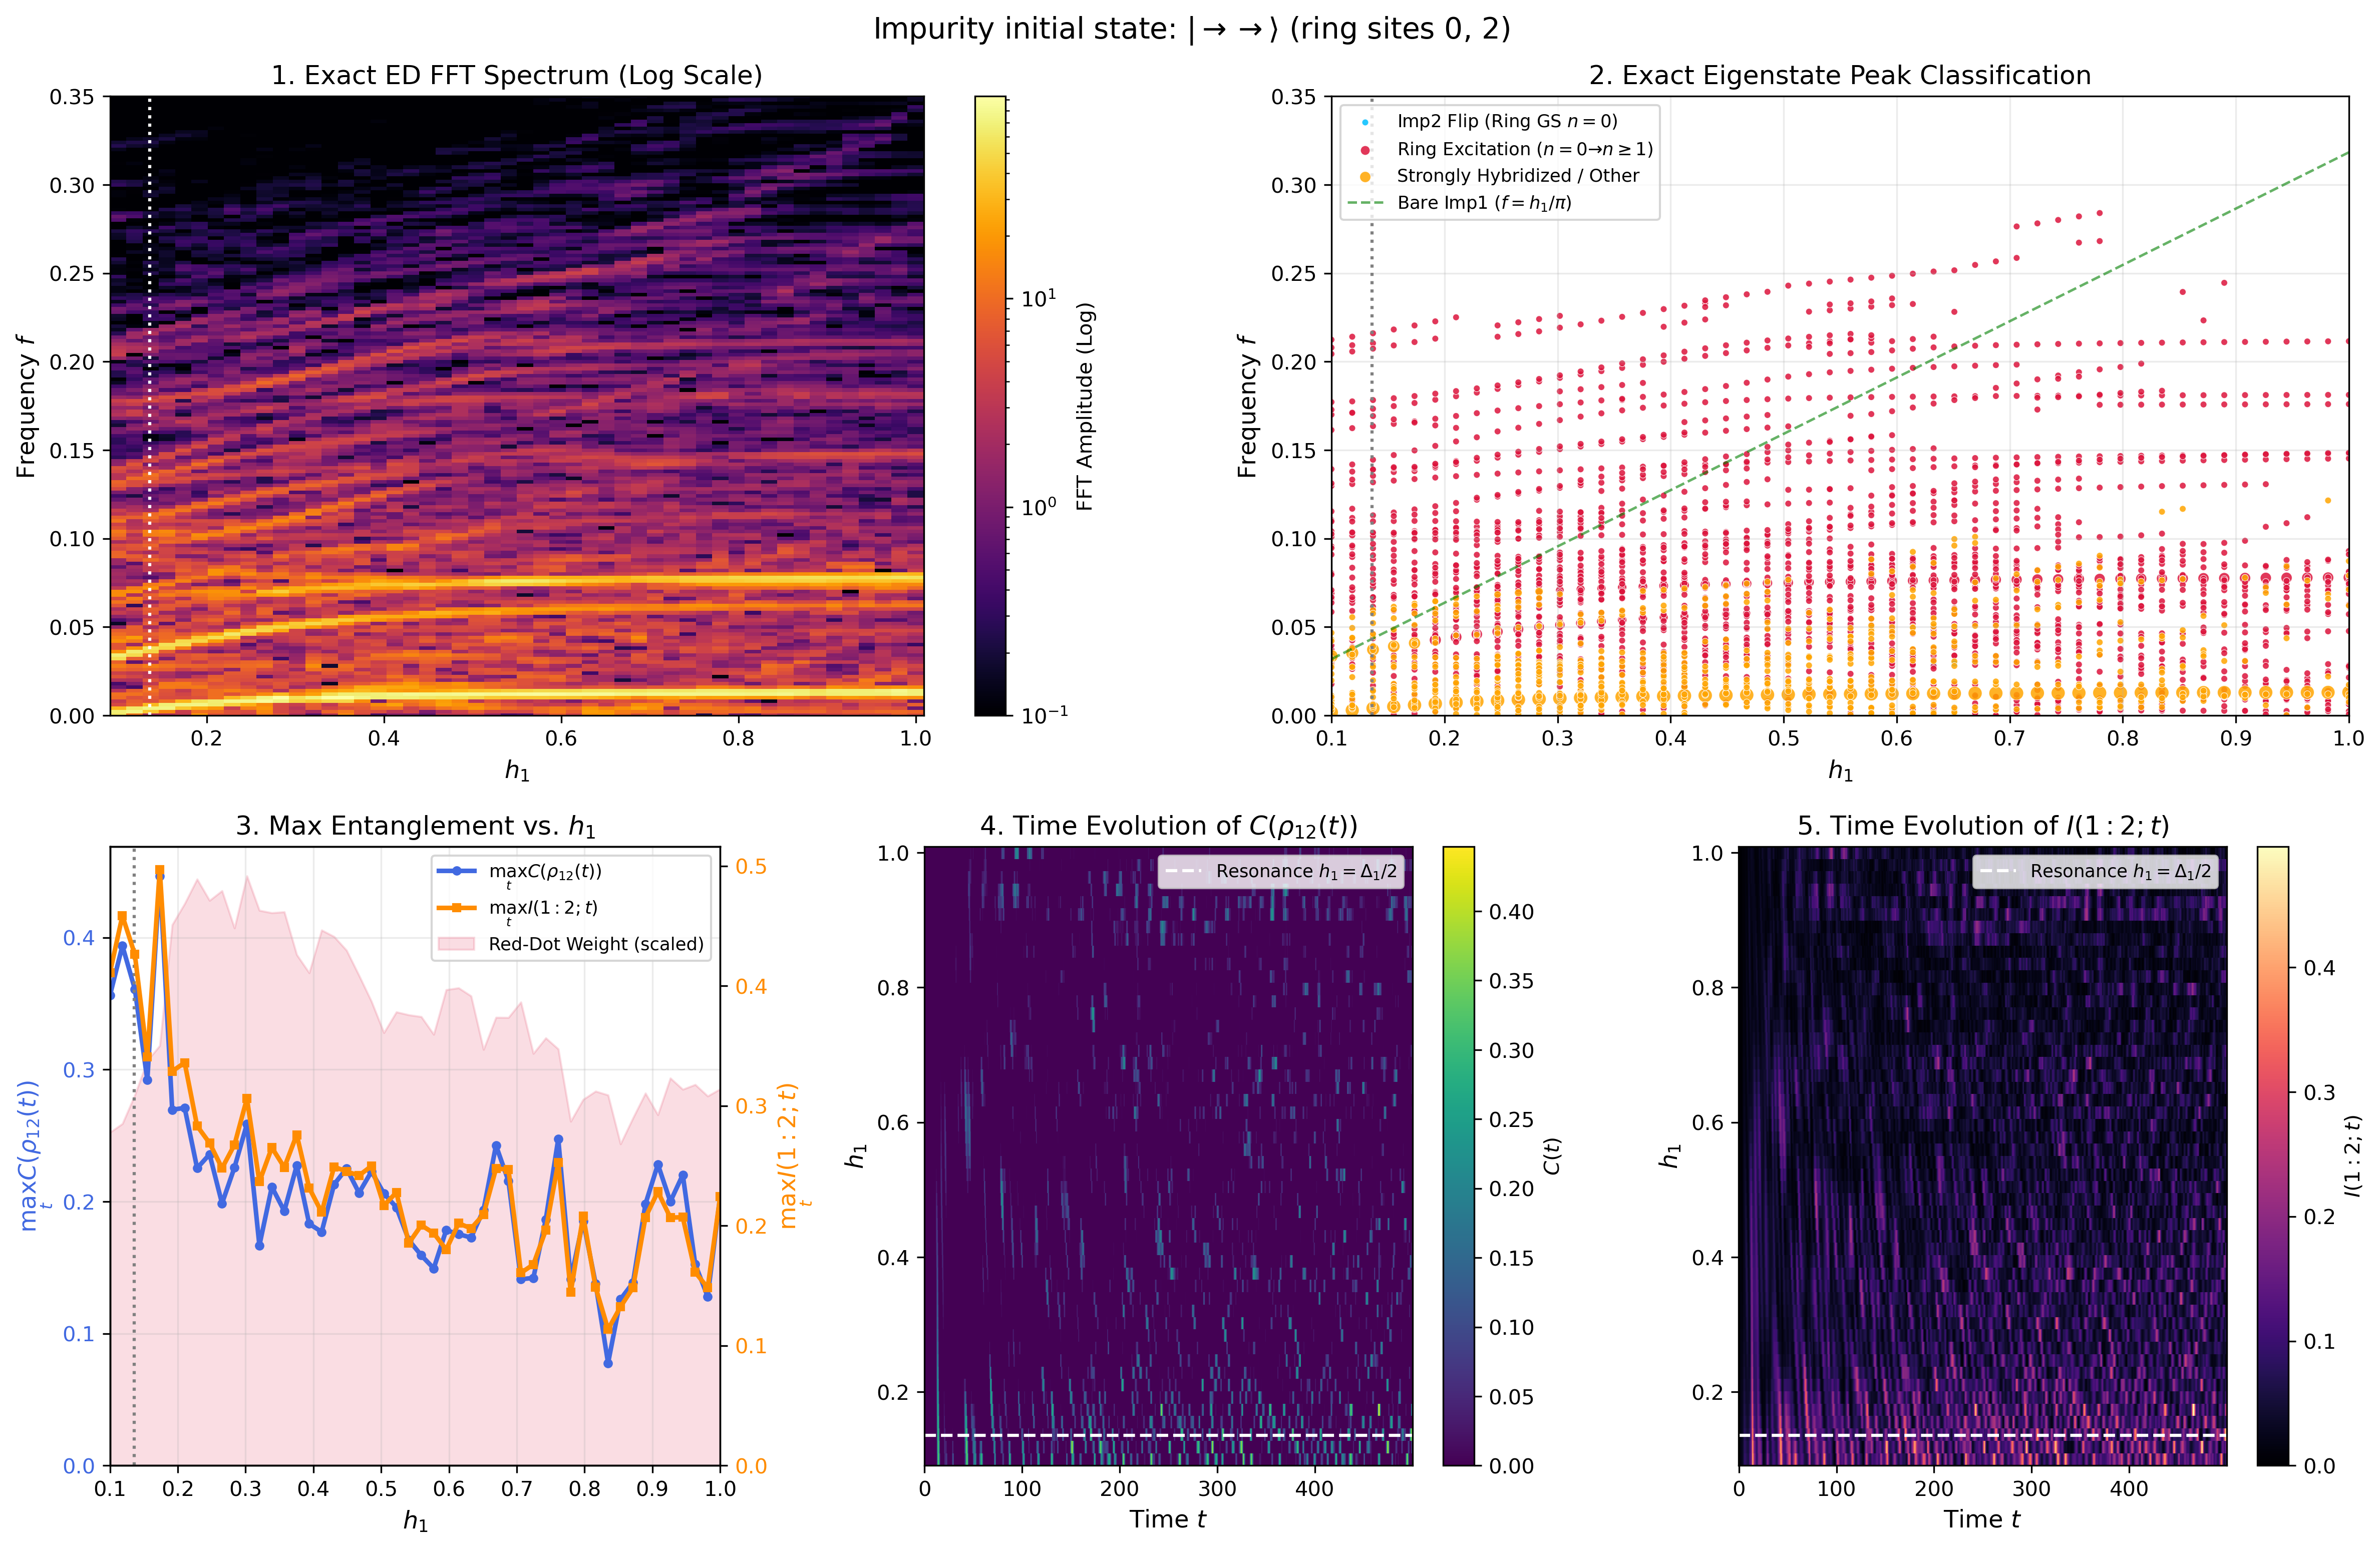 Impurity initial state: |→→⟩ (ring sites 0, 2)
1. Exact ED FFT Spectrum (Log Scale)
0.35
0.30
0.25
0.20
0.15
0.10
0.05
0.00
Frequency f
0.2
0.4
0.6
0.8
1.0
h₁
10¹
10⁰
10⁻¹
FFT Amplitude (Log)
2. Exact Eigenstate Peak Classification
Imp2 Flip (Ring GS n = 0)
Ring Excitation (n = 0→n ≥ 1)
Strongly Hybridized / Other
Bare Imp1 (f = h₁/π)
0.35
0.30
0.25
0.20
0.15
0.10
0.05
0.00
Frequency f
0.1
0.2
0.3
0.4
0.5
0.6
0.7
0.8
0.9
1.0
h₁
3. Max Entanglement vs. h₁
max C(ρ₁₂(t))
t
max I(1 : 2; t)
t
Red-Dot Weight (scaled)
0.4
0.3
0.2
0.1
0.0
max C(ρ₁₂(t))
t
0.5
0.4
0.3
0.2
0.1
0.0
max I(1 : 2; t)
t
0.1
0.2
0.3
0.4
0.5
0.6
0.7
0.8
0.9
1.0
h₁
4. Time Evolution of C(ρ₁₂(t))
Resonance h₁ = Δ₁/2
1.0
0.8
0.6
0.4
0.2
h₁
0
100
200
300
400
Time t
0.40
0.35
0.30
0.25
0.20
0.15
0.10
0.05
0.00
C(t)
5. Time Evolution of I(1 : 2; t)
Resonance h₁ = Δ₁/2
1.0
0.8
0.6
0.4
0.2
h₁
0
100
200
300
400
Time t
0.4
0.3
0.2
0.1
0.0
I(1 : 2; t)